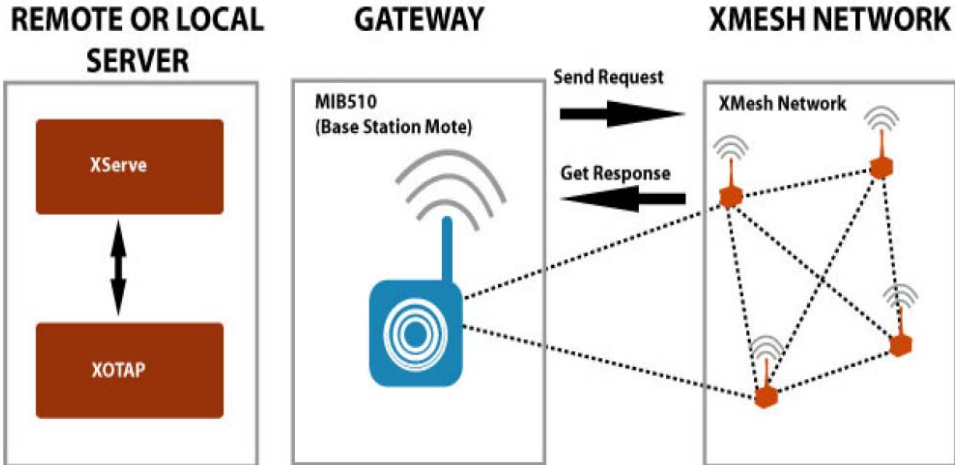 REMOTE OR LOCAL
SERVER
XServe
XOTAP
GATEWAY
MIB510
(Base Station Mote)
Send Request
Get Response
XMESH NETWORK
XMesh Network